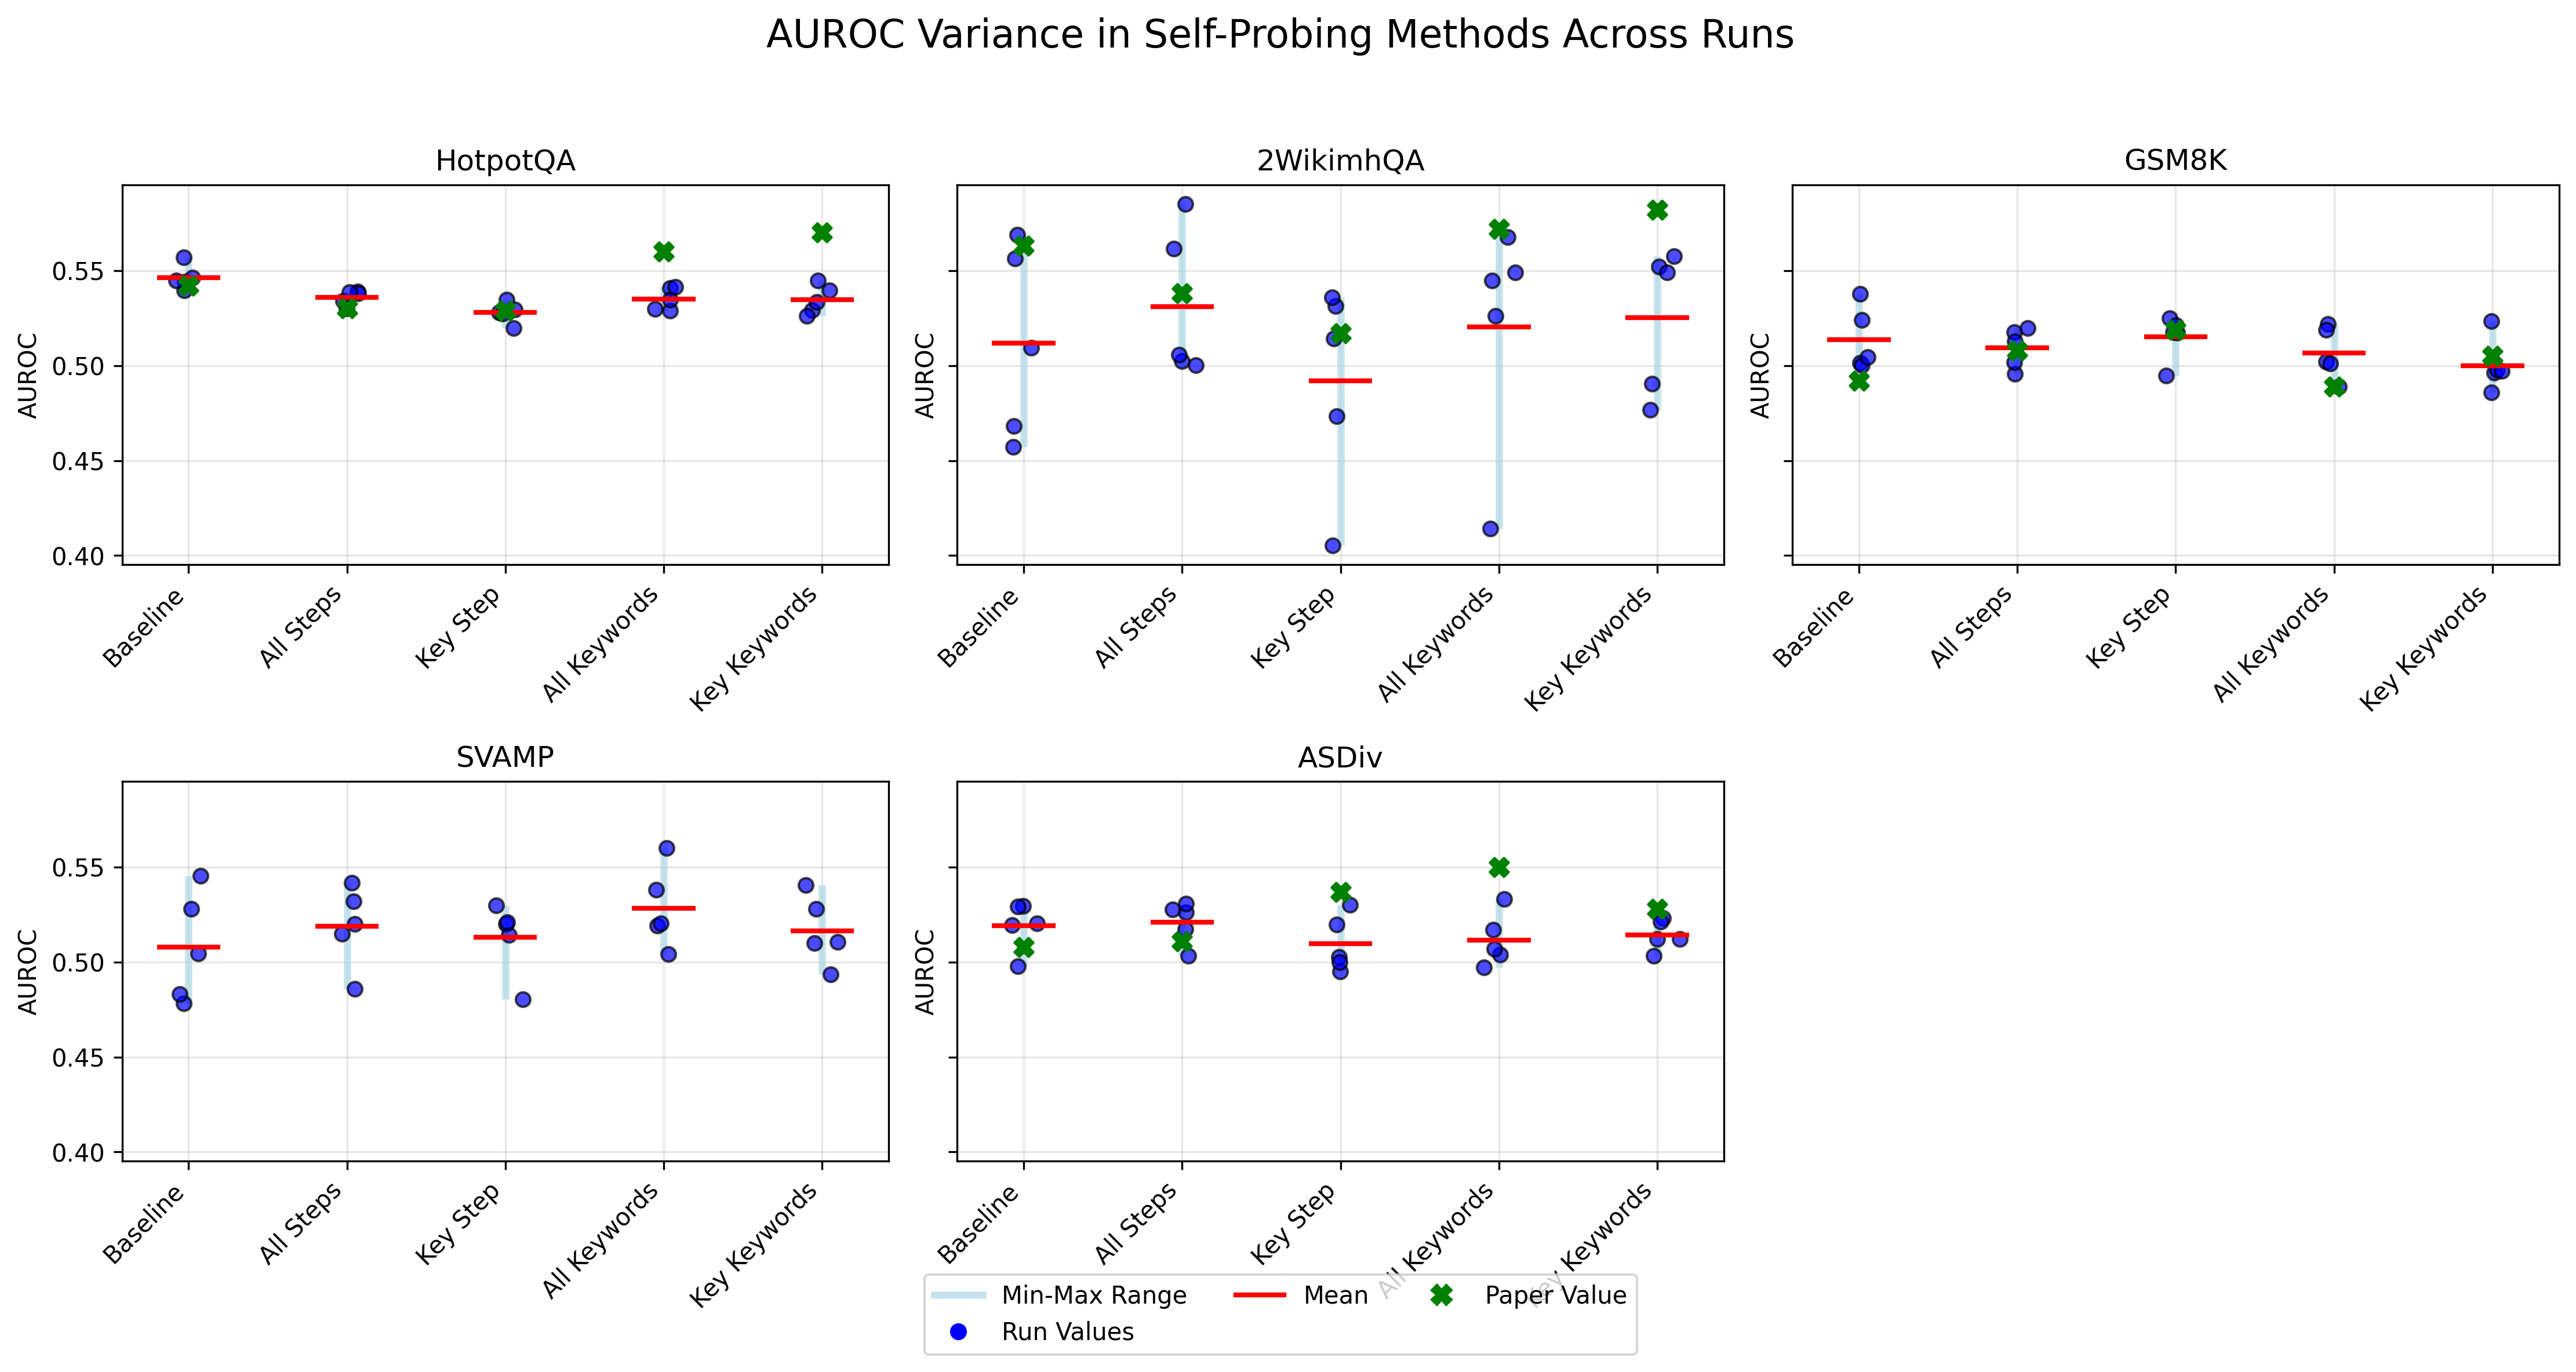 AUROC Variance in Self-Probing Methods Across Runs
HotpotQA
AUROC
0.55
0.50
0.45
0.40
Baseline
All Steps
Key Step
All Keywords
Key Keywords
2WikimhQA
AUROC
Baseline
All Steps
Key Step
All Keywords
Key Keywords
GSM8K
AUROC
Baseline
All Steps
Key Step
All Keywords
Key Keywords
SVAMP
AUROC
0.55
0.50
0.45
0.40
Baseline
All Steps
Key Step
All Keywords
Key Keywords
ASDiv
AUROC
Baseline
All Steps
Key Step
All Keywords
Key Keywords
Min-Max Range
Run Values
Mean
Paper Value